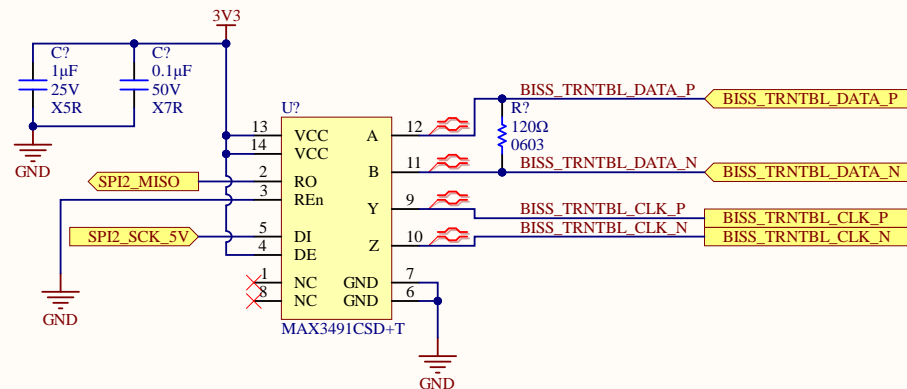 3V3
C?
1µF
25V
X5R
C?
0.1µF
50V
X7R
GND
U?
13 VCC
14 VCC
SPI2_MISO 2 RO
3 REn
SPI2_SCK_5V 5 DI
4 DE
1 NC
8 NC
A 12
B 11
Y 9
Z 10
GND 7
GND 6
MAX3491CSD+T
GND
GND
BISS_TRNTBL_DATA_P BISS_TRNTBL_DATA_P
R?
120Ω
0603
BISS_TRNTBL_DATA_N BISS_TRNTBL_DATA_N
BISS_TRNTBL_CLK_P BISS_TRNTBL_CLK_P
BISS_TRNTBL_CLK_N BISS_TRNTBL_CLK_N